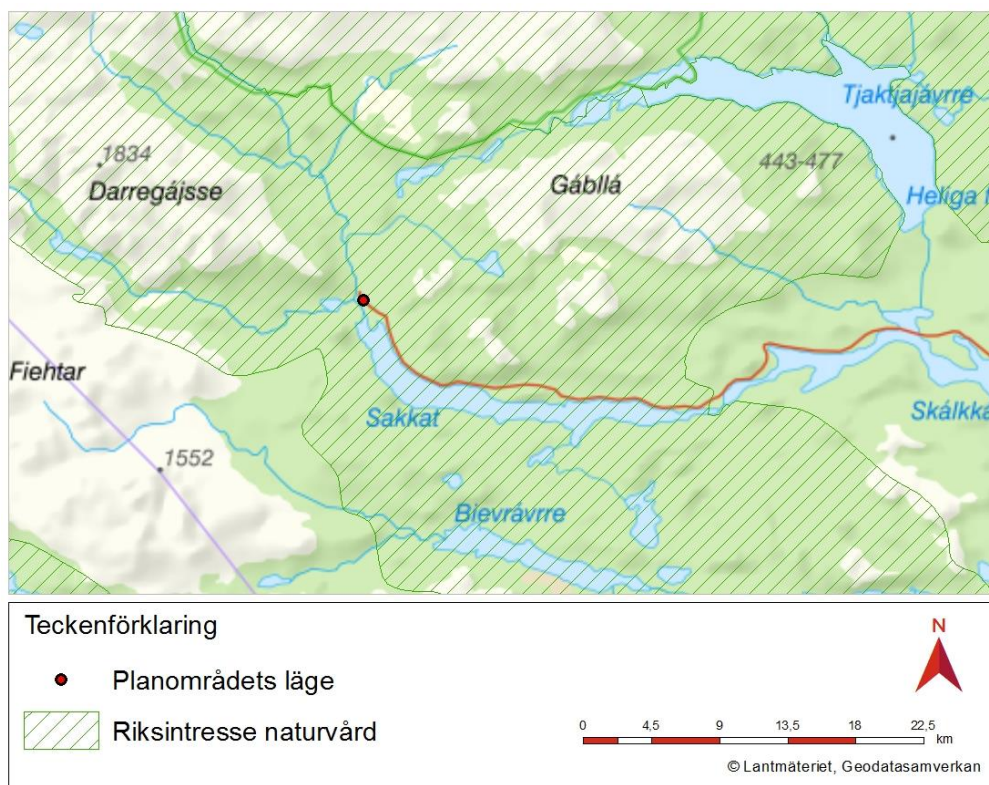 Tjaktjajávrre
1834
Darregájsse
Gábllá
443-477
Heliga
Fiehtar
Sakkat
Skálkká
1552
Bievrávrre
Teckenförklaring
Planområdets läge
Riksintresse naturvård
N
0 4,5 9 13,5 18 22,5
km
© Lantmäteriet, Geodatasamverkan